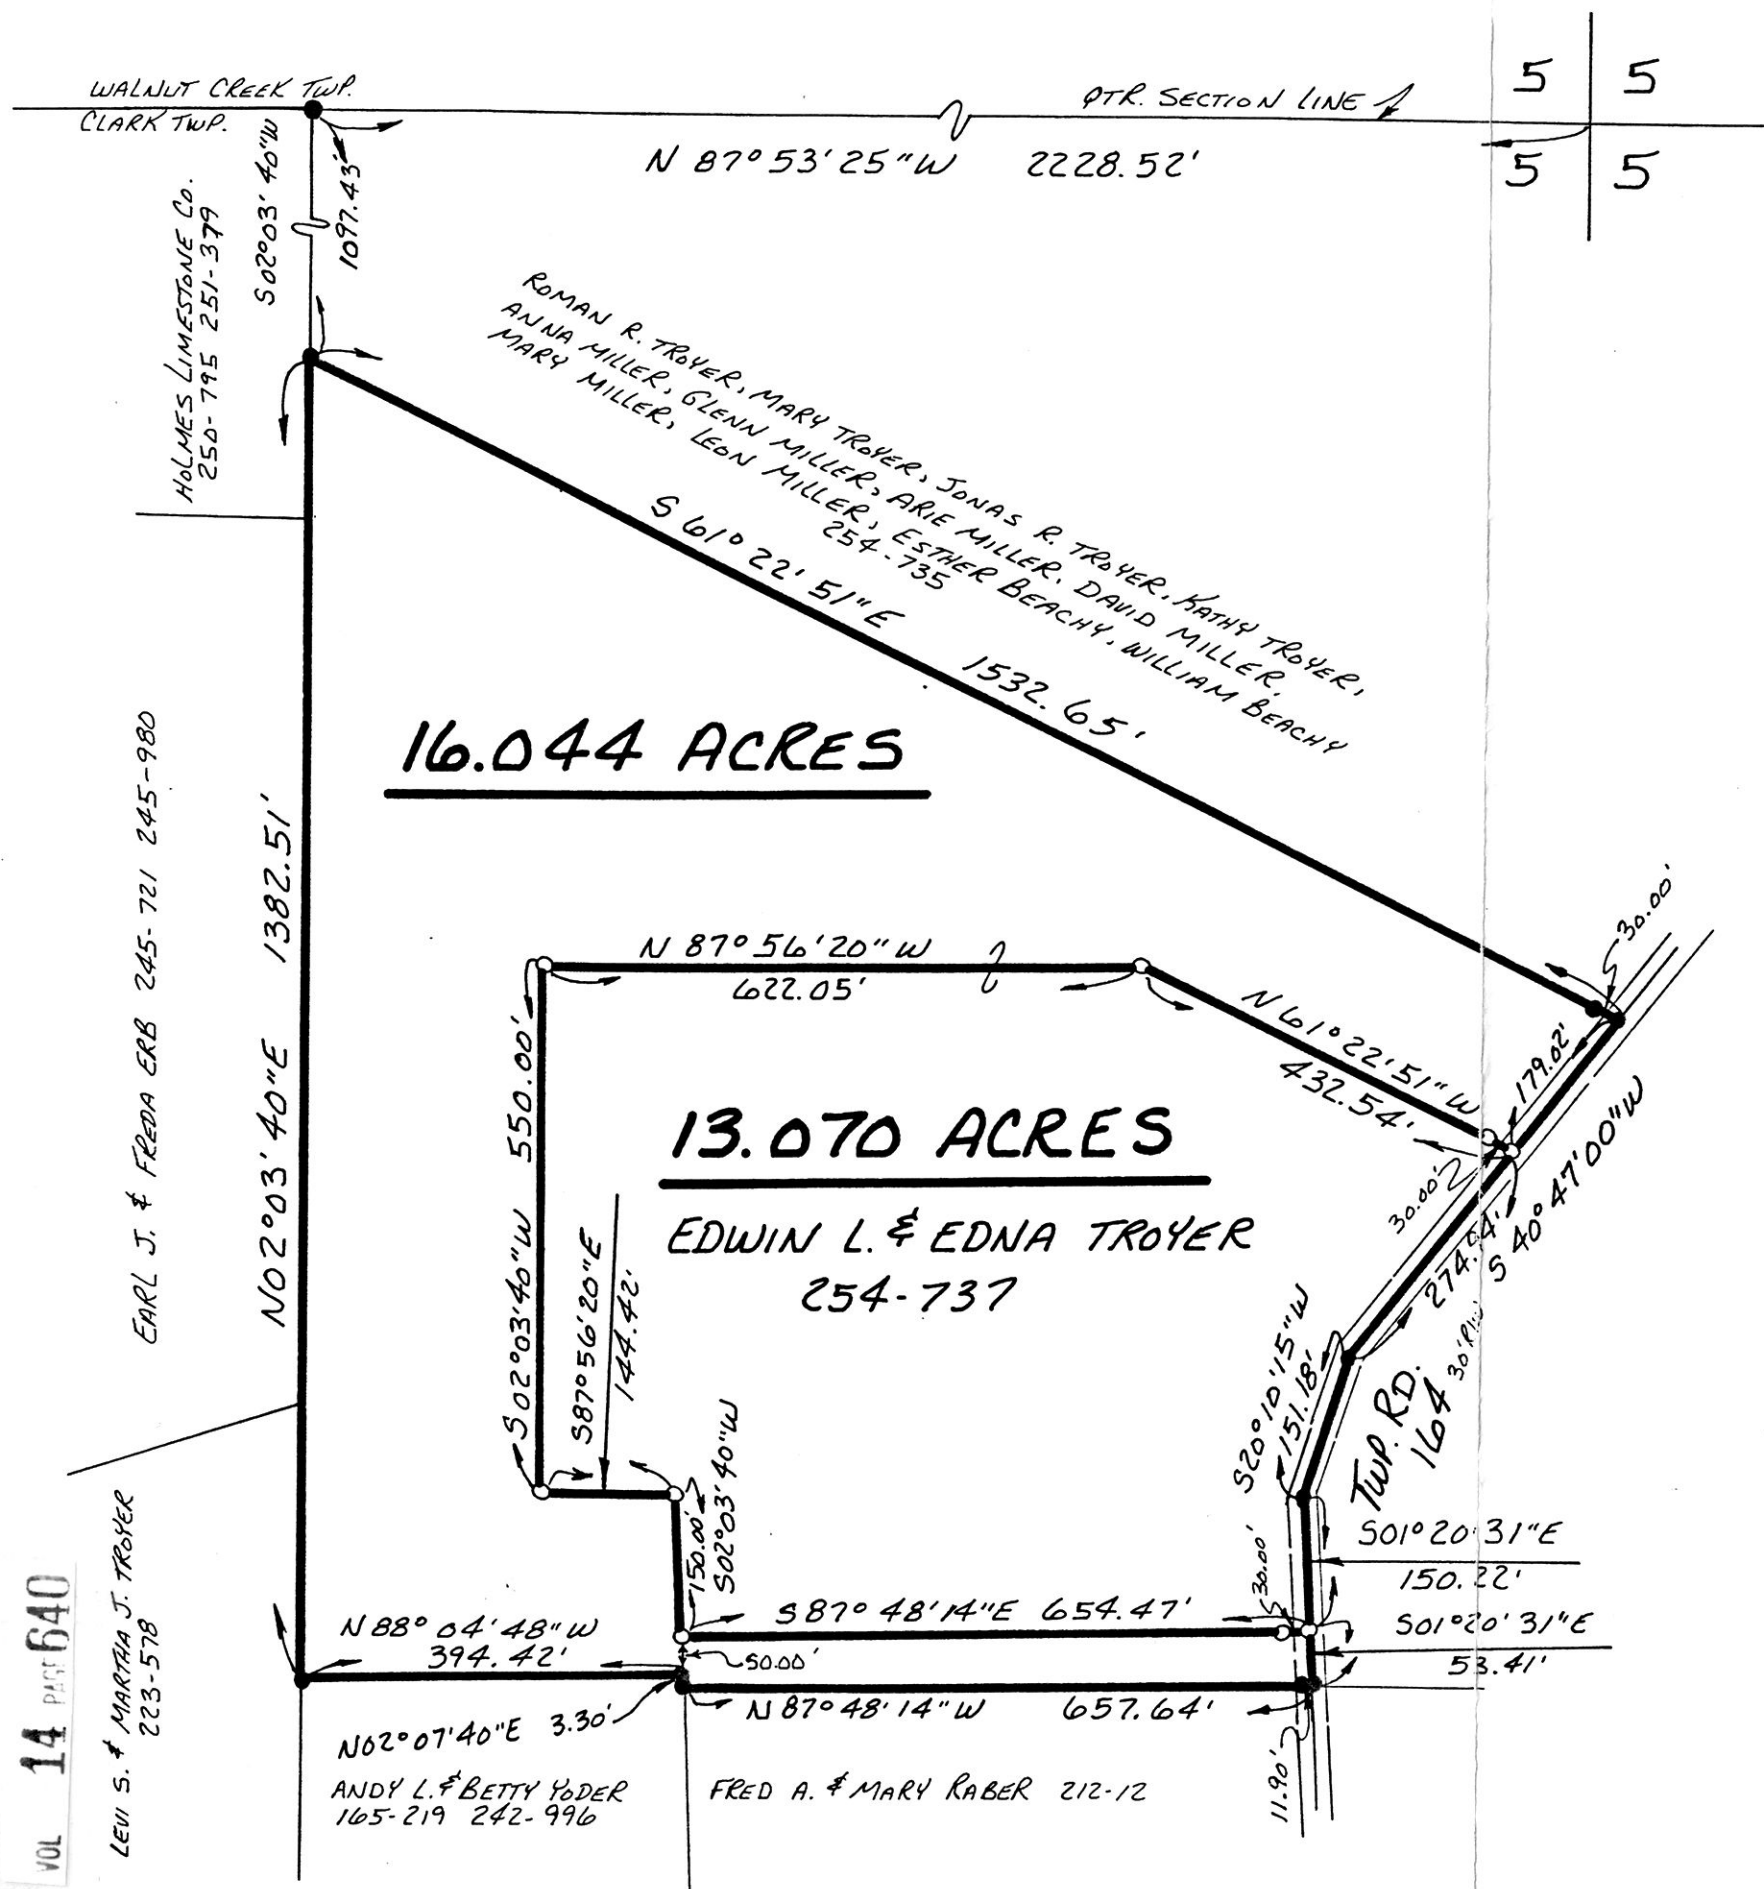 WALNUT CREEK TWP.
CLARK TWP.
QTR. SECTION LINE
5 5
5 5
N 87° 53' 25" W 2228.52'
S02°03' 40"W
1097.43'
HOLMES LIMESTONE CO.
250-795 251-379
ROMAN R. TROYER, MARY TROYER, JONAS R. TROYER, KATHY TROYER,
ANNA MILLER, GLENN MILLER, ARIE MILLER, DAVID MILLER,
MARY MILLER, LEON MILLER, ESTHER BEACHY, WILLIAM BEACHY
254-735
S 61° 22' 51" E 1532.65'
16.044 ACRES
EARL J. & FREDA ERB 245-721 245-980
N02°03' 40"E 1382.51'
N 87° 56' 20" W
622.05'
N 61° 22' 51" W
432.54'
30.00'
179.02'
S 40° 47' 00" W
30.00'
274.54'
30' R/W
S02°03'40"W 550.00'
13.070 ACRES
EDWIN L. & EDNA TROYER
254-737
S87°56'20"E
144.42'
S02°03' 40"W
150.00'
S20°10'15"W
151.18'
TWP. RD.
164
S01° 20' 31"E
150.22'
S01°20' 31"E
53.41'
30.00'
S87° 48' 14"E 654.47'
50.00'
N 88° 04' 48" W
394.42'
N 87° 48' 14" W 657.64'
N02°07'40"E 3.30'
11.90'
ANDY L. & BETTY YODER
165-219 242-996
FRED A. & MARY RABER 212-12
LEVI S. & MARTHA J. TROYER
223-578
VOL 14 PAGE 640